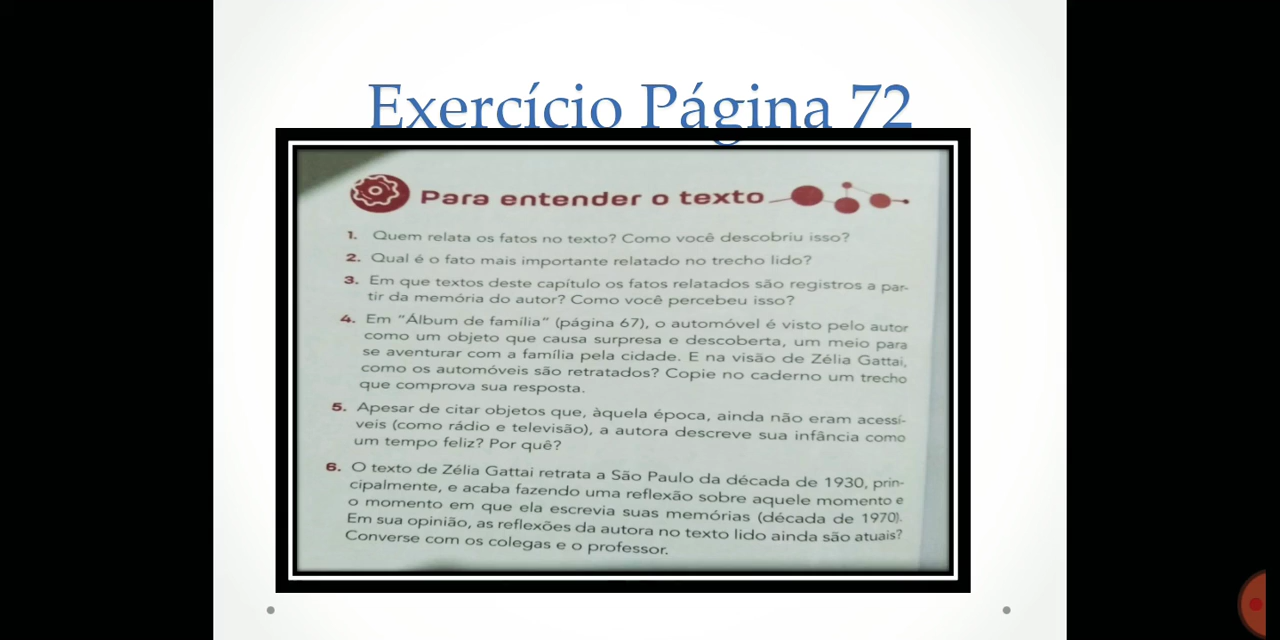 Exercício Página 72
Para entender o texto
1. Quem relata os fatos no texto? Como você descobriu isso?
2. Qual é o fato mais importante relatado no trecho lido?
3. Em que textos deste capítulo os fatos relatados são registros a par-
tir da memória do autor? Como você percebeu isso?
4. Em “Álbum de família” (página 67), o automóvel é visto pelo autor
como um objeto que causa surpresa e descoberta, um meio para
se aventurar com a família pela cidade. E na visão de Zélia Gattai,
como os automóveis são retratados? Copie no caderno um trecho
que comprova sua resposta.
5. Apesar de citar objetos que, àquela época, ainda não eram acessí-
veis (como rádio e televisão), a autora descreve sua infância como
um tempo feliz? Por quê?
6. O texto de Zélia Gattai retrata a São Paulo da década de 1930, prin-
cipalmente, e acaba fazendo uma reflexão sobre aquele momento e
o momento em que ela escrevia suas memórias (década de 1970).
Em sua opinião, as reflexões da autora no texto lido ainda são atuais?
Converse com os colegas e o professor.